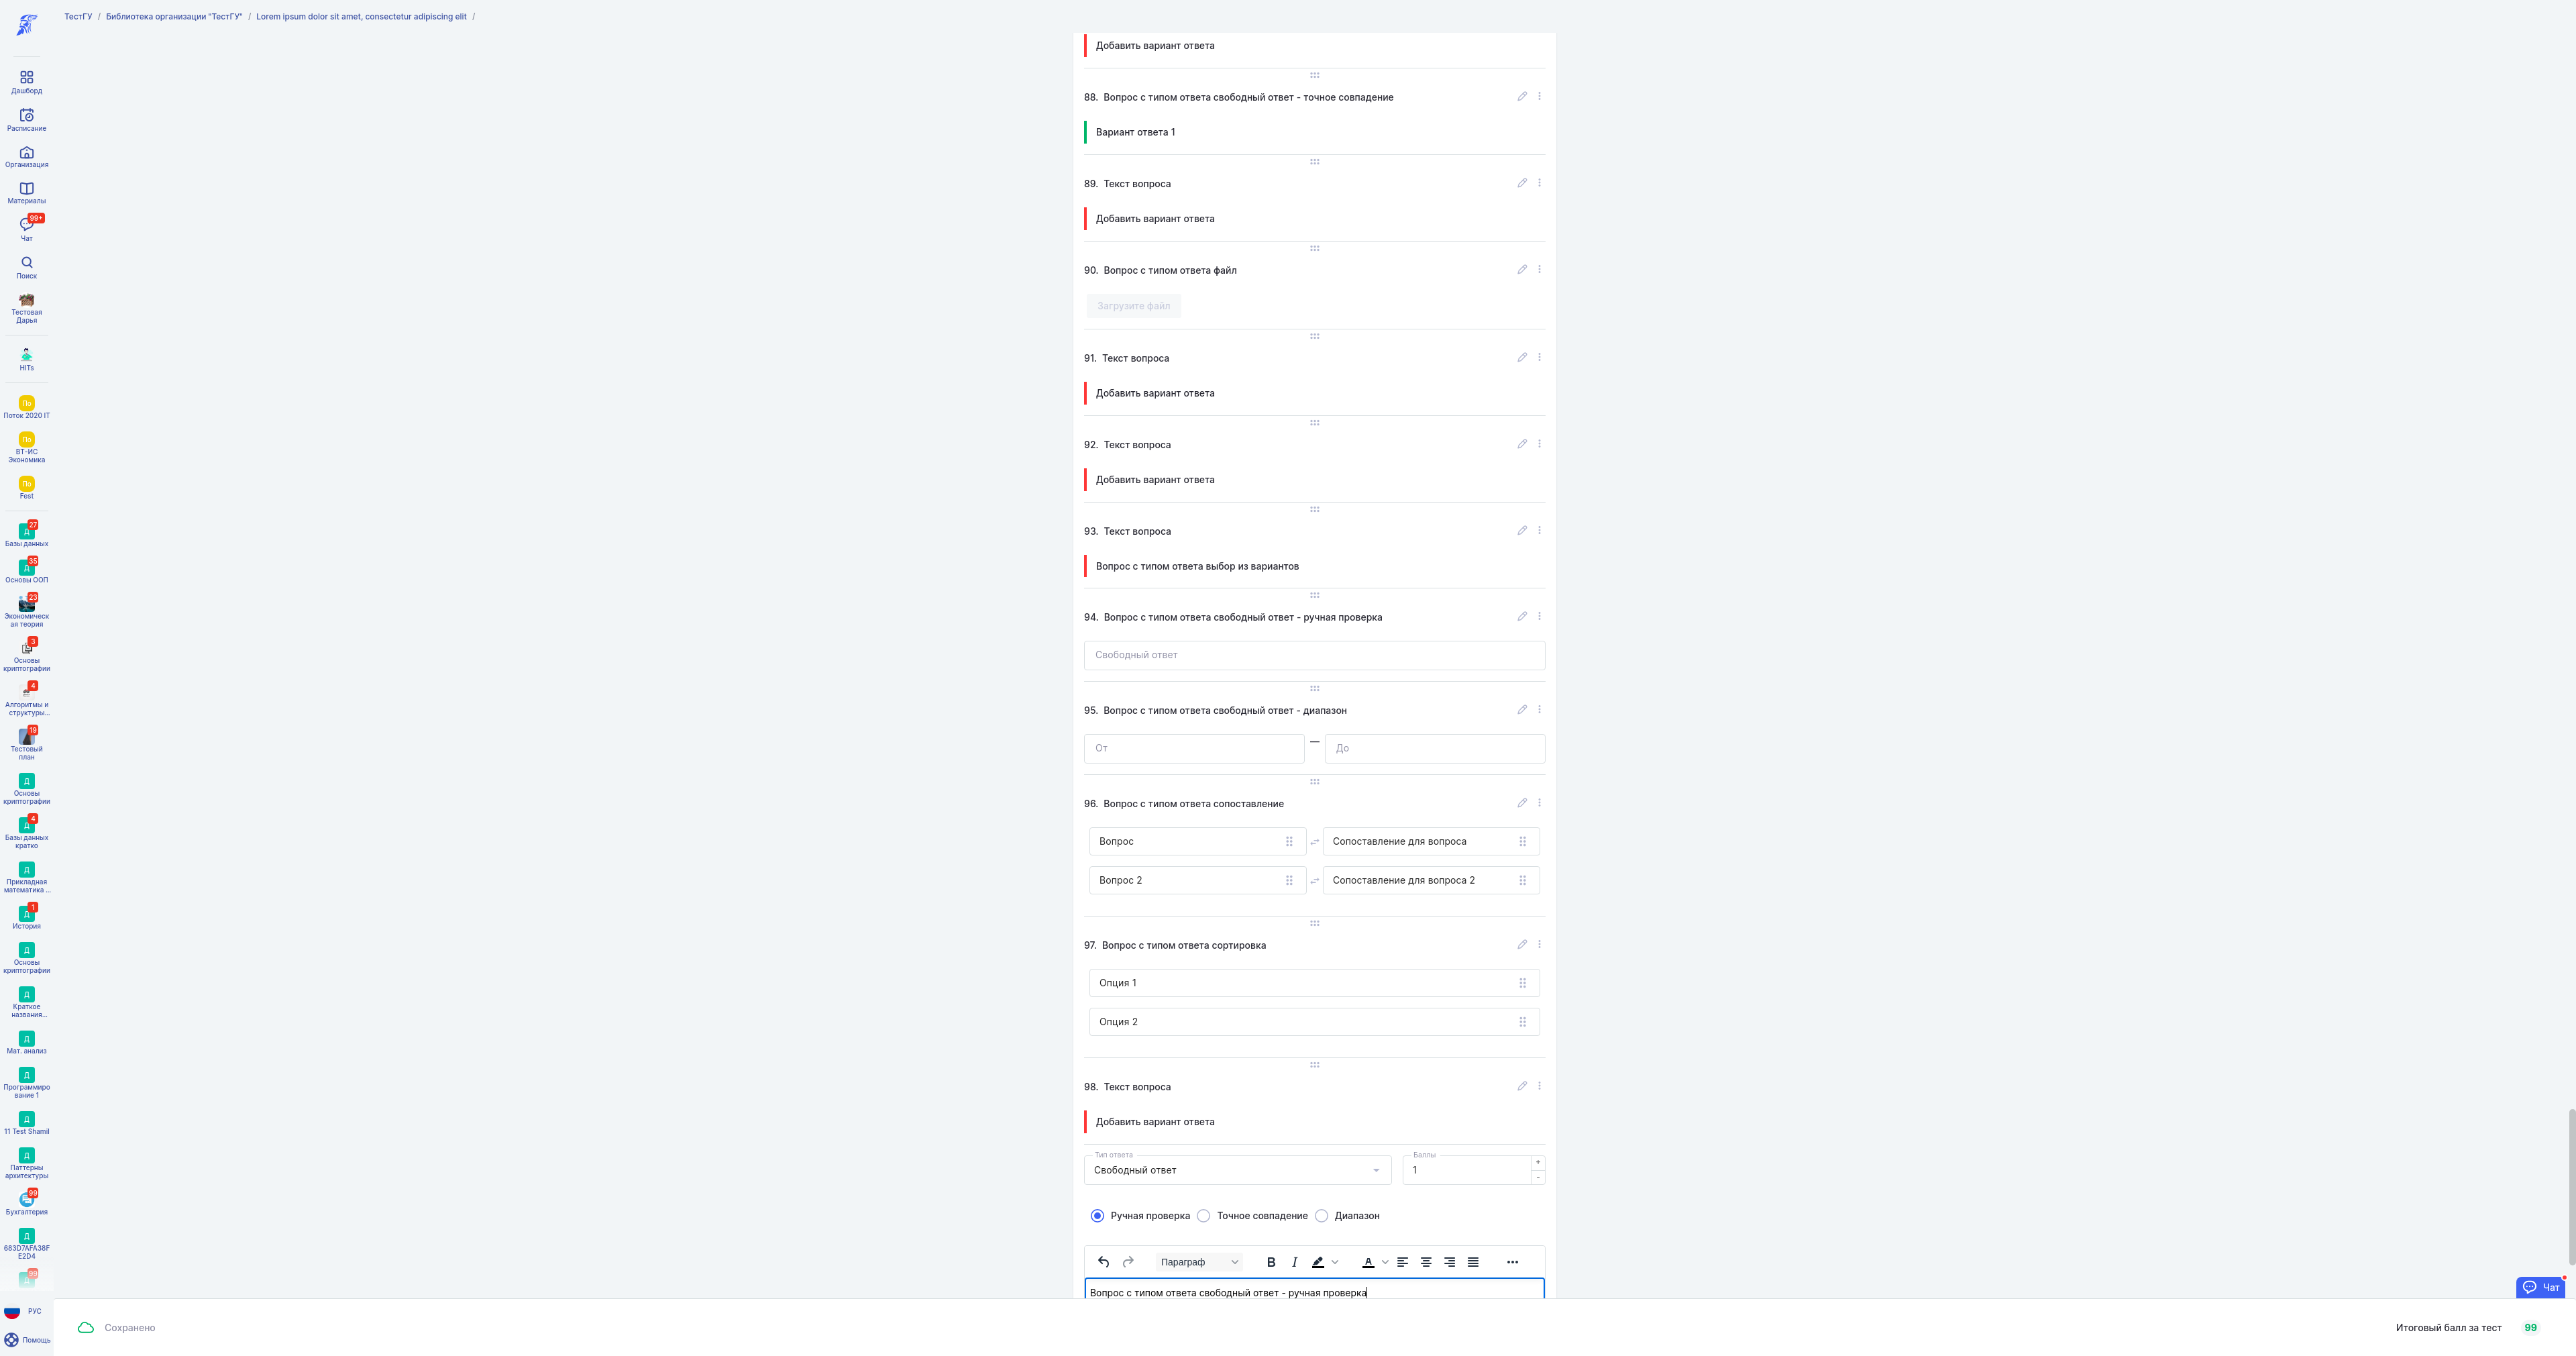 ТестГУ / Библиотека организации "ТестГУ" / Lorem ipsum dolor sit amet, consectetur adipiscing elit /
Дашборд
Расписание
Организация
Материалы
99+
Чат
Поиск
Тестовая
Дарья
HITs
По
Поток 2020 IT
По
ВТ-ИС
Экономика
По
Fest
27
Д
Базы данных
35
Д
Основы ООП
23
Экономическ
ая теория
3
Основы
криптографии
4
Алгоритмы и
структуры...
19
Тестовый
план
Д
Основы
криптографии
4
Д
Базы данных
кратко
Д
Прикладная
математика ...
1
Д
История
Д
Основы
криптографии
Д
Краткое
названия...
Д
Мат. анализ
Д
Программиро
вание 1
Д
11 Test Shamil
Д
Паттерны
архитектуры
99
Бухгалтерия
Д
683D7AFA38F
E2D4
99
Д
РУС
Помощь
Добавить вариант ответа
88. Вопрос с типом ответа свободный ответ - точное совпадение
Вариант ответа 1
89. Текст вопроса
Добавить вариант ответа
90. Вопрос с типом ответа файл
Загрузите файл
91. Текст вопроса
Добавить вариант ответа
92. Текст вопроса
Добавить вариант ответа
93. Текст вопроса
Вопрос с типом ответа выбор из вариантов
94. Вопрос с типом ответа свободный ответ - ручная проверка
Свободный ответ
95. Вопрос с типом ответа свободный ответ - диапазон
От — До
96. Вопрос с типом ответа сопоставление
Вопрос Сопоставление для вопроса
Вопрос 2 Сопоставление для вопроса 2
97. Вопрос с типом ответа сортировка
Опция 1
Опция 2
98. Текст вопроса
Добавить вариант ответа
Тип ответа Баллы
Свободный ответ 1 + -
Ручная проверка Точное совпадение Диапазон
Параграф B I A
Вопрос с типом ответа свободный ответ - ручная проверка
Чат
Сохранено Итоговый балл за тест 99